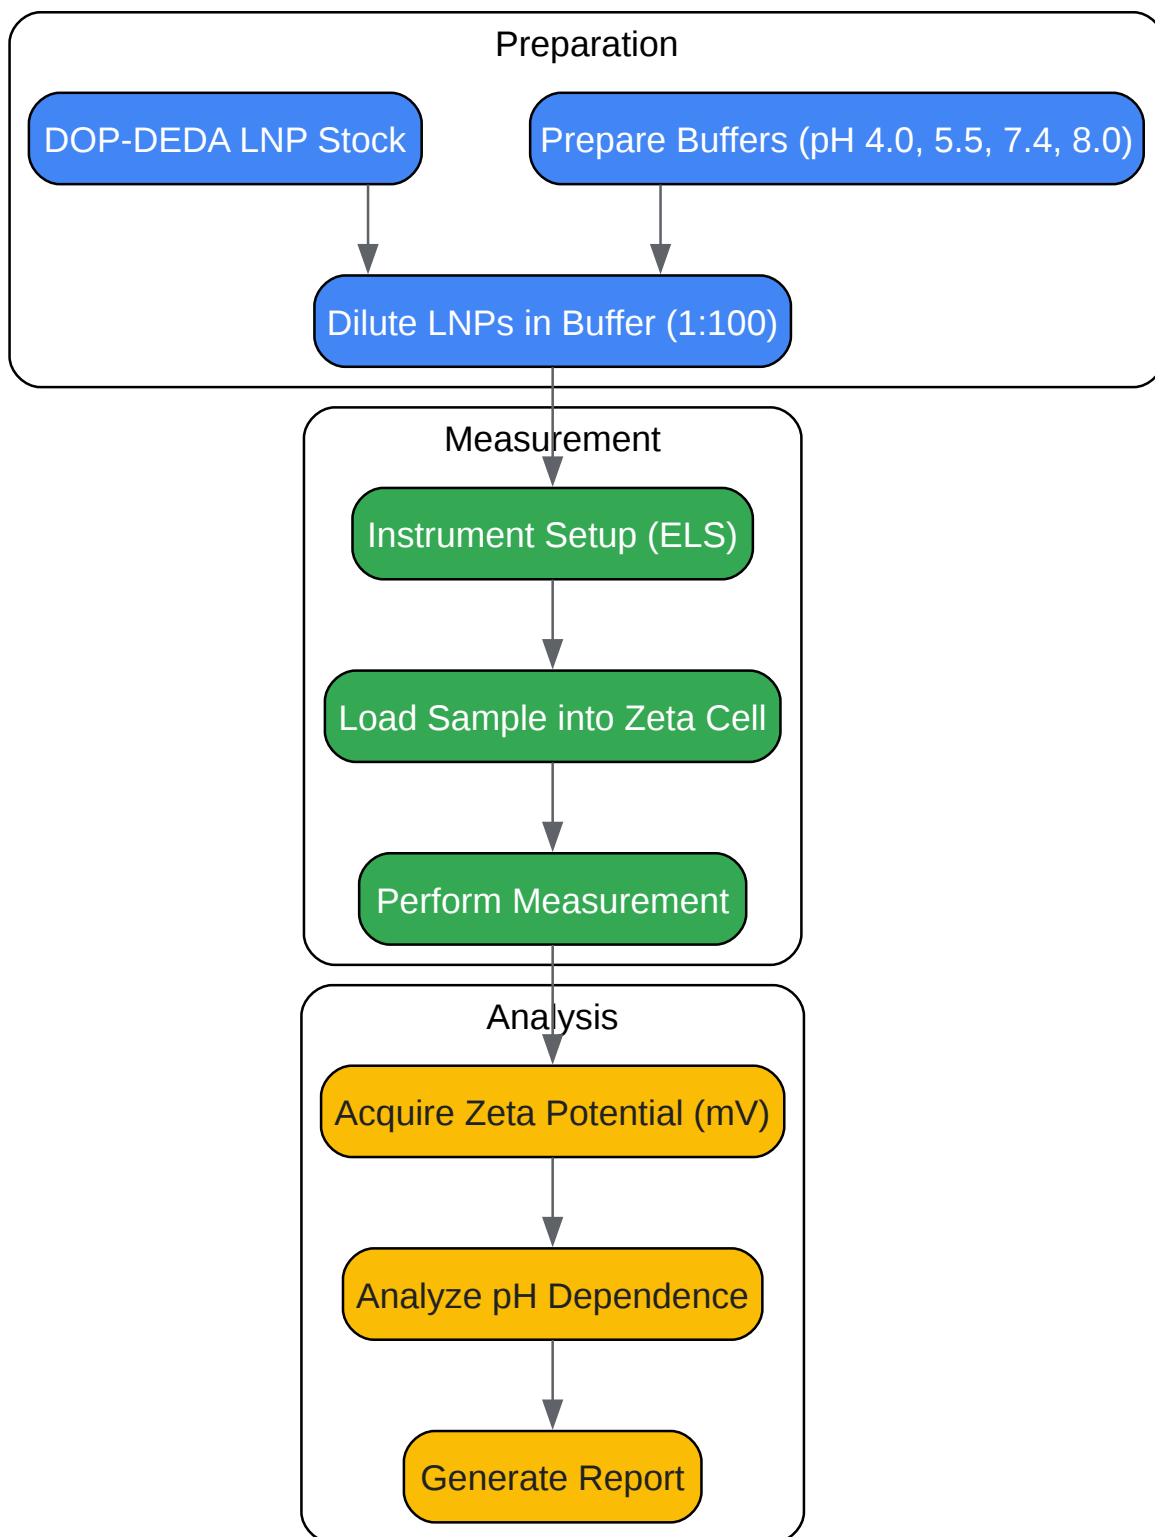 Preparation
DOP-DEDA LNP Stock
Prepare Buffers (pH 4.0, 5.5, 7.4, 8.0)
Dilute LNPs in Buffer (1:100)
Measurement
Instrument Setup (ELS)
Load Sample into Zeta Cell
Perform Measurement
Analysis
Acquire Zeta Potential (mV)
Analyze pH Dependence
Generate Report